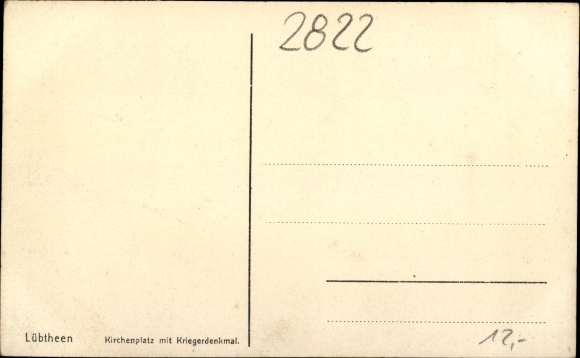 2822
Lübtheen Kirchenplatz mit Kriegerdenkmal.
12,-